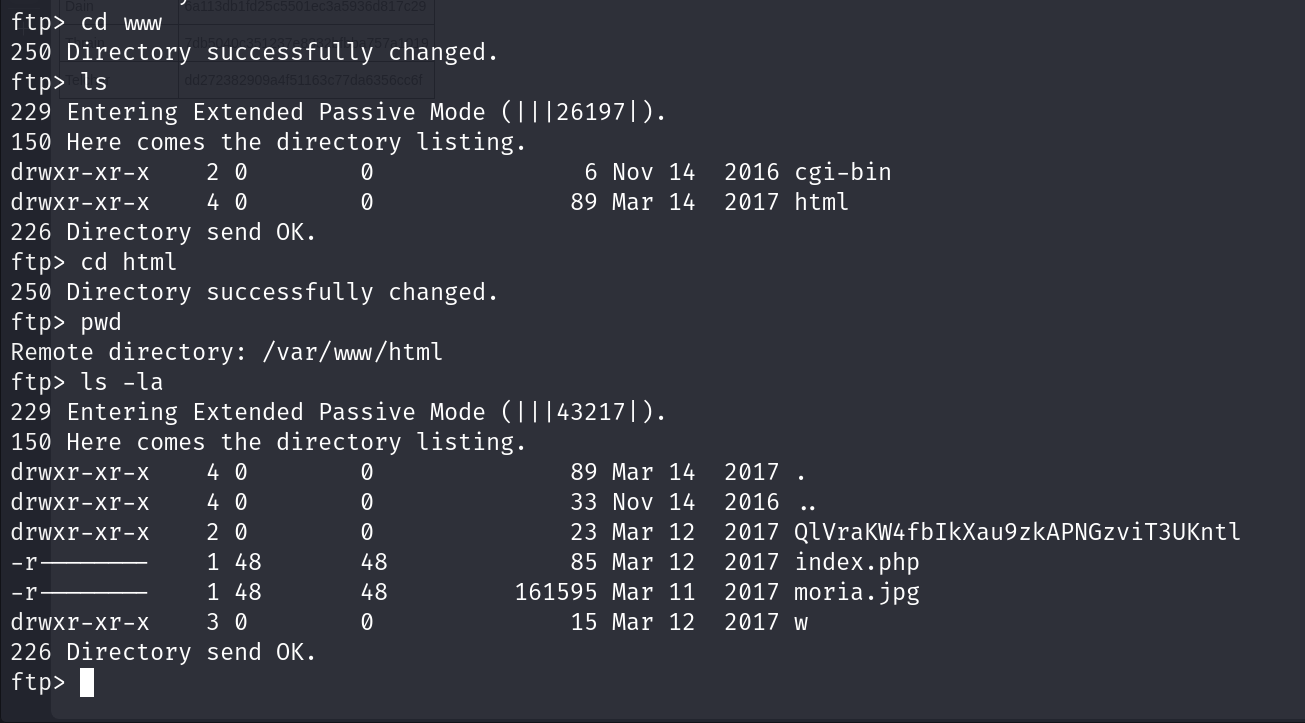 Dain 6a113db1fd25c5501ec3a5936d817c29
ftp> cd www
250 Directory successfully changed.
ftp> ls
Tel dd272382909a4f51163c77da6356cc6f
229 Entering Extended Passive Mode (|||26197|).
150 Here comes the directory listing.
drwxr-xr-x    2 0        0               6 Nov 14  2016 cgi-bin
drwxr-xr-x    4 0        0              89 Mar 14  2017 html
226 Directory send OK.
ftp> cd html
250 Directory successfully changed.
ftp> pwd
Remote directory: /var/www/html
ftp> ls -la
229 Entering Extended Passive Mode (|||43217|).
150 Here comes the directory listing.
drwxr-xr-x    4 0        0              89 Mar 14  2017 .
drwxr-xr-x    4 0        0              33 Nov 14  2016 ..
drwxr-xr-x    2 0        0              23 Mar 12  2017 QlVraKW4fbIkXau9zkAPNGzviT3UKntl
-r--------    1 48       48             85 Mar 12  2017 index.php
-r--------    1 48       48         161595 Mar 11  2017 moria.jpg
drwxr-xr-x    3 0        0              15 Mar 12  2017 w
226 Directory send OK.
ftp>